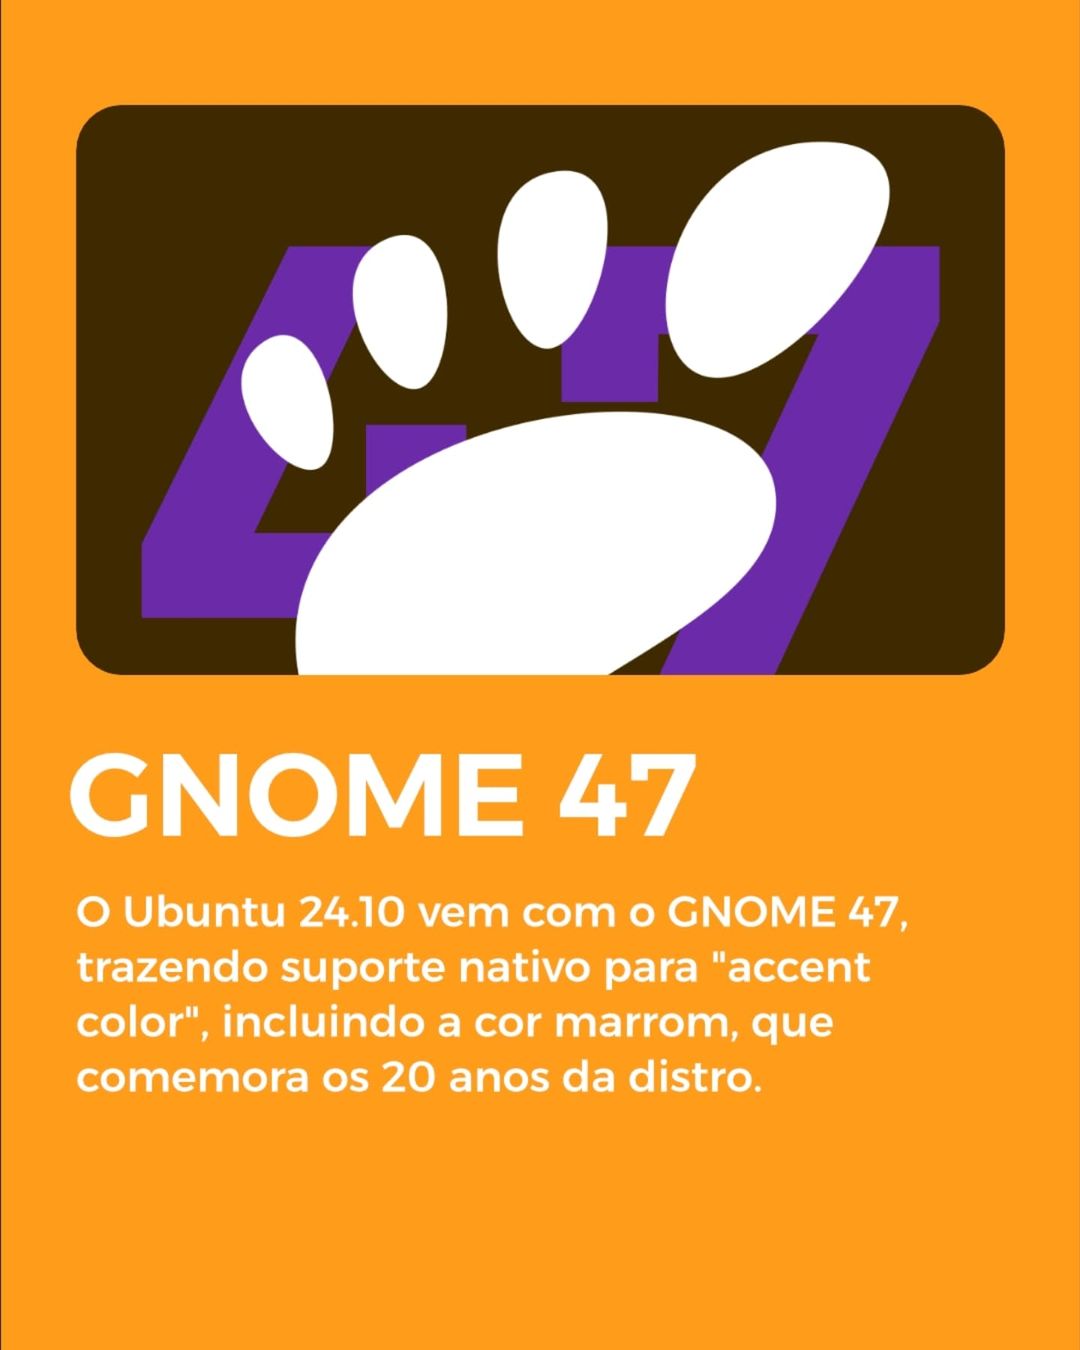 47
GNOME 47
O Ubuntu 24.10 vem com o GNOME 47,
trazendo suporte nativo para "accent
color", incluindo a cor marrom, que
comemora os 20 anos da distro.